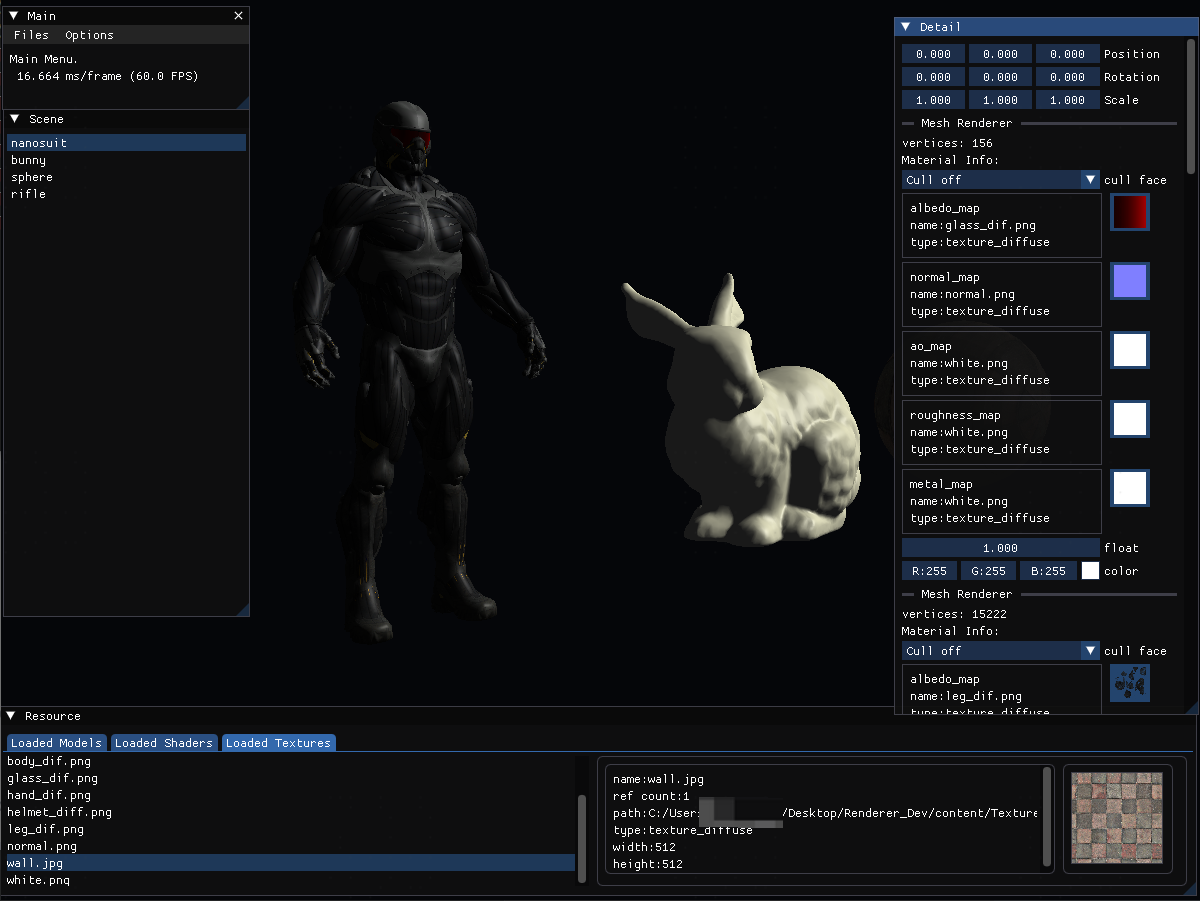 Main
Files Options
Main Menu.
16.664 ms/frame (60.0 FPS)
Scene
nanosuit
bunny
sphere
rifle
Detail
0.000 0.000 0.000 Position
0.000 0.000 0.000 Rotation
1.000 1.000 1.000 Scale
Mesh Renderer
vertices: 156
Material Info:
Cull off cull face
albedo_map
name:glass_dif.png
type:texture_diffuse
normal_map
name:normal.png
type:texture_diffuse
ao_map
name:white.png
type:texture_diffuse
roughness_map
name:white.png
type:texture_diffuse
metal_map
name:white.png
type:texture_diffuse
1.000 float
R:255 G:255 B:255 color
Mesh Renderer
vertices: 15222
Material Info:
Cull off cull face
albedo_map
name:leg_dif.png
type:texture_diffuse
Resource
Loaded Models Loaded Shaders Loaded Textures
body_dif.png
glass_dif.png
hand_dif.png
helmet_diff.png
leg_dif.png
normal.png
wall.jpg
white.png
name:wall.jpg
ref count:1
path:C:/User /Desktop/Renderer_Dev/content/Texture
type:texture_diffuse
width:512
height:512